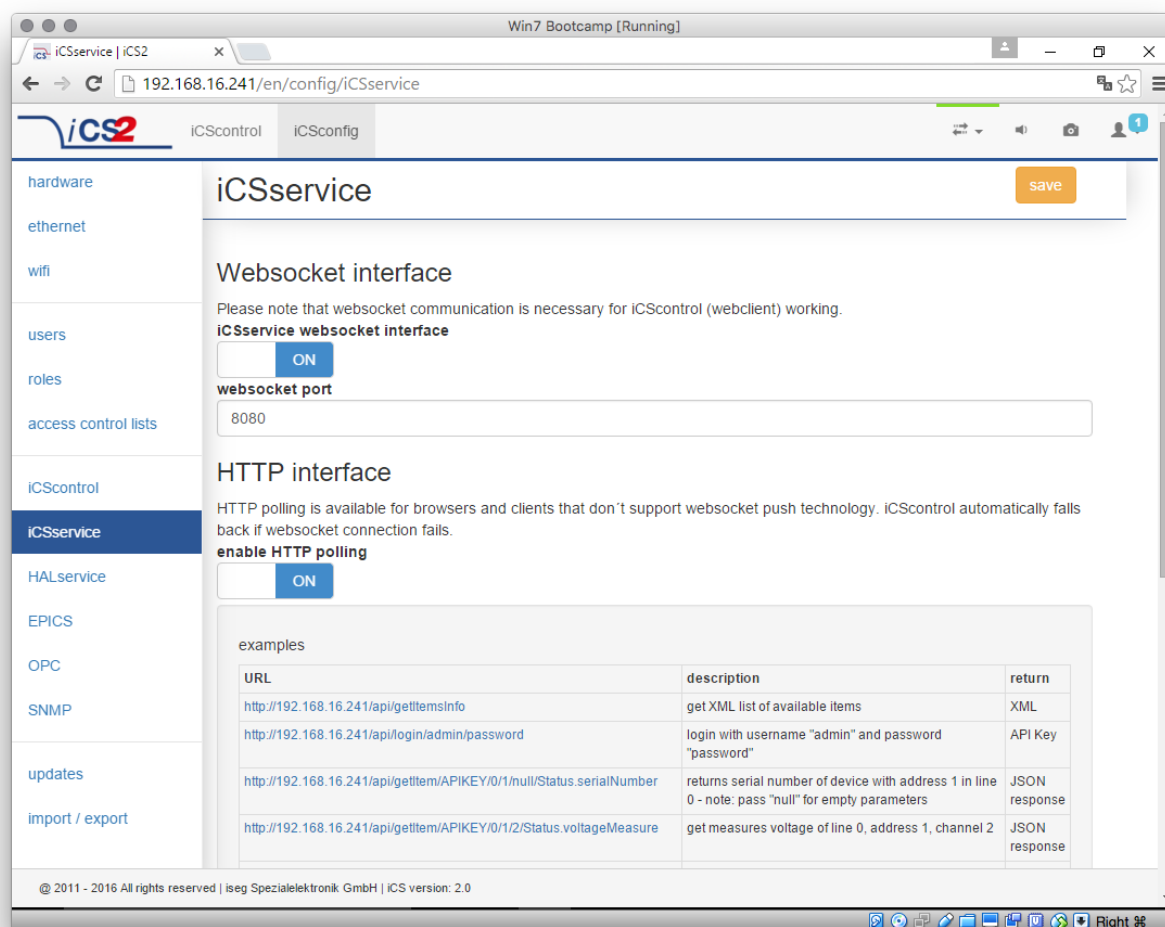 Win7 Bootcamp [Running]
iCSservice | iCS2
192.168.16.241/en/config/iCSservice
iCS2
iCScontrol
iCSconfig
1
hardware
ethernet
wifi
users
roles
access control lists
iCScontrol
iCSservice
HALservice
EPICS
OPC
SNMP
updates
import / export
iCSservice
save
Websocket interface
Please note that websocket communication is necessary for iCScontrol (webclient) working.
iCSservice websocket interface
ON
websocket port
8080
HTTP interface
HTTP polling is available for browsers and clients that don´t support websocket push technology. iCScontrol automatically falls
back if websocket connection fails.
enable HTTP polling
ON
examples
URL description return
http://192.168.16.241/api/getItemsInfo get XML list of available items XML
http://192.168.16.241/api/login/admin/password login with username "admin" and password API Key
"password"
http://192.168.16.241/api/getItem/APIKEY/0/1/null/Status.serialNumber returns serial number of device with address 1 in line JSON
0 - note: pass "null" for empty parameters response
http://192.168.16.241/api/getItem/APIKEY/0/1/2/Status.voltageMeasure get measures voltage of line 0, address 1, channel 2 JSON
response
@ 2011 - 2016 All rights reserved | iseg Spezialelektronik GmbH | iCS version: 2.0
Right ⌘